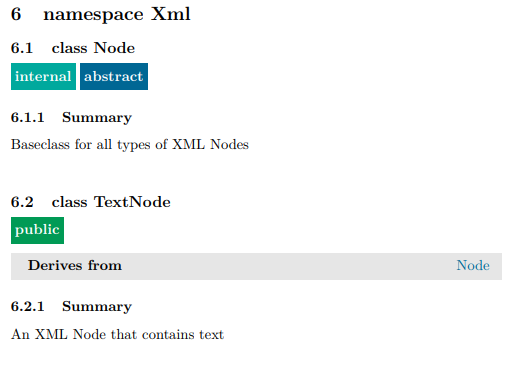 6 namespace Xml
6.1 class Node
internal abstract
6.1.1 Summary
Baseclass for all types of XML Nodes
6.2 class TextNode
public
Derives from Node
6.2.1 Summary
An XML Node that contains text